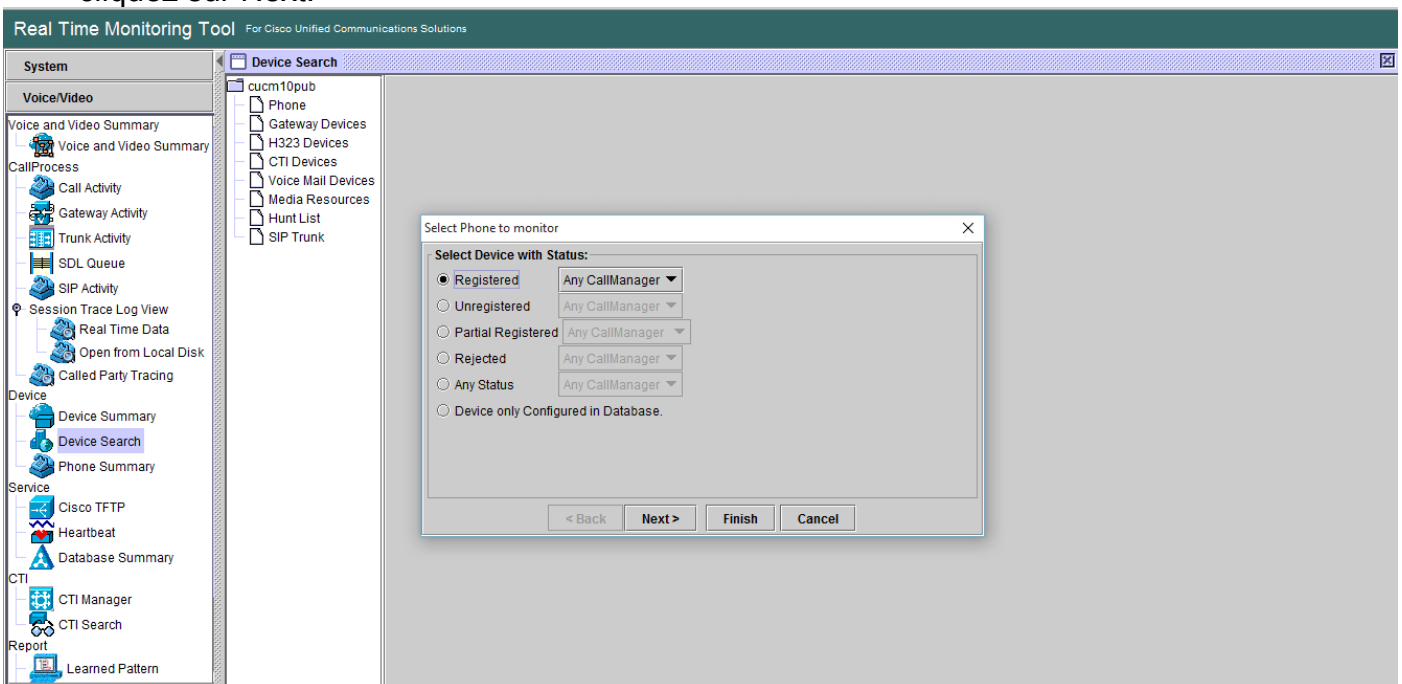 cliquez sur Next.
Real Time Monitoring Tool For Cisco Unified Communications Solutions
System
Voice/Video
Voice and Video Summary
Voice and Video Summary
CallProcess
Call Activity
Gateway Activity
Trunk Activity
SDL Queue
SIP Activity
Session Trace Log View
Real Time Data
Open from Local Disk
Called Party Tracing
Device
Device Summary
Device Search
Phone Summary
Service
Cisco TFTP
Heartbeat
Database Summary
CTI
CTI Manager
CTI Search
Report
Learned Pattern
Device Search
cucm10pub
Phone
Gateway Devices
H323 Devices
CTI Devices
Voice Mail Devices
Media Resources
Hunt List
SIP Trunk
Select Phone to monitor
Select Device with Status:
Registered Any CallManager
Unregistered Any CallManager
Partial Registered Any CallManager
Rejected Any CallManager
Any Status Any CallManager
Device only Configured in Database.
< Back Next > Finish Cancel